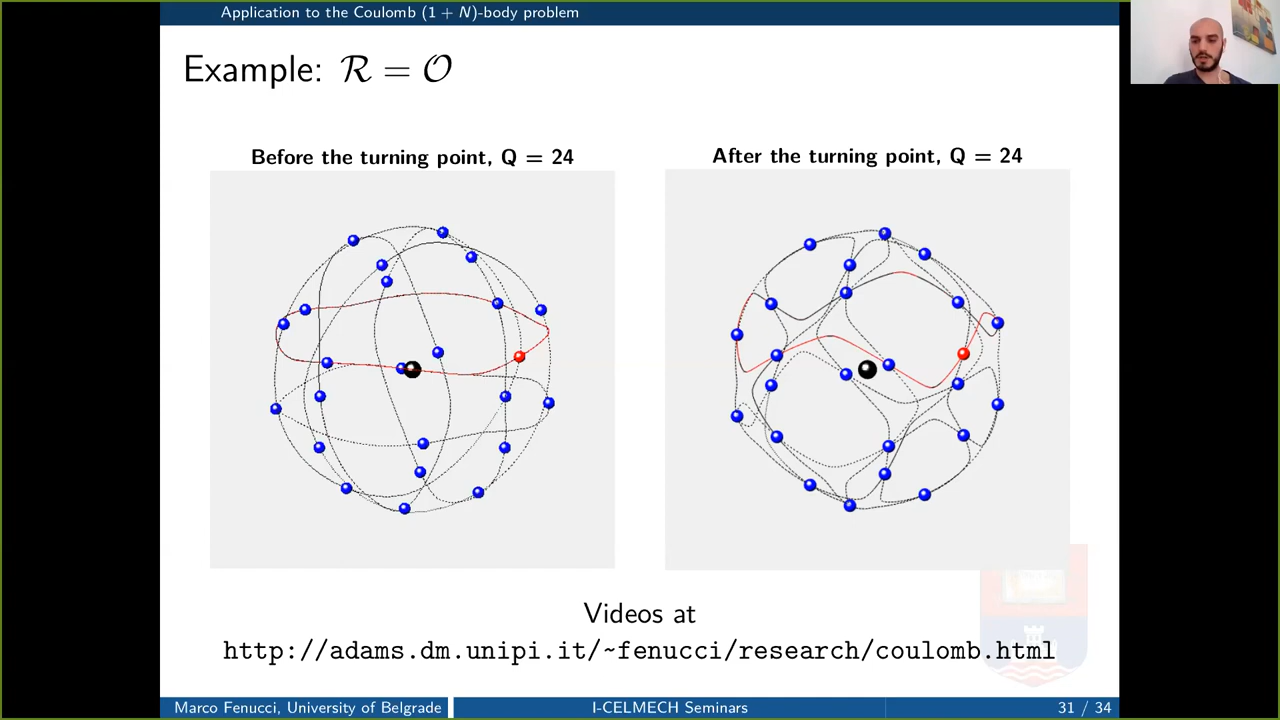 Application to the Coulomb (1 + N)-body problem
Example: ℛ = 𝒪
Before the turning point, Q = 24
After the turning point, Q = 24
Videos at
http://adams.dm.unipi.it/~fenucci/research/coulomb.html
Marco Fenucci, University of Belgrade
I-CELMECH Seminars
31 / 34